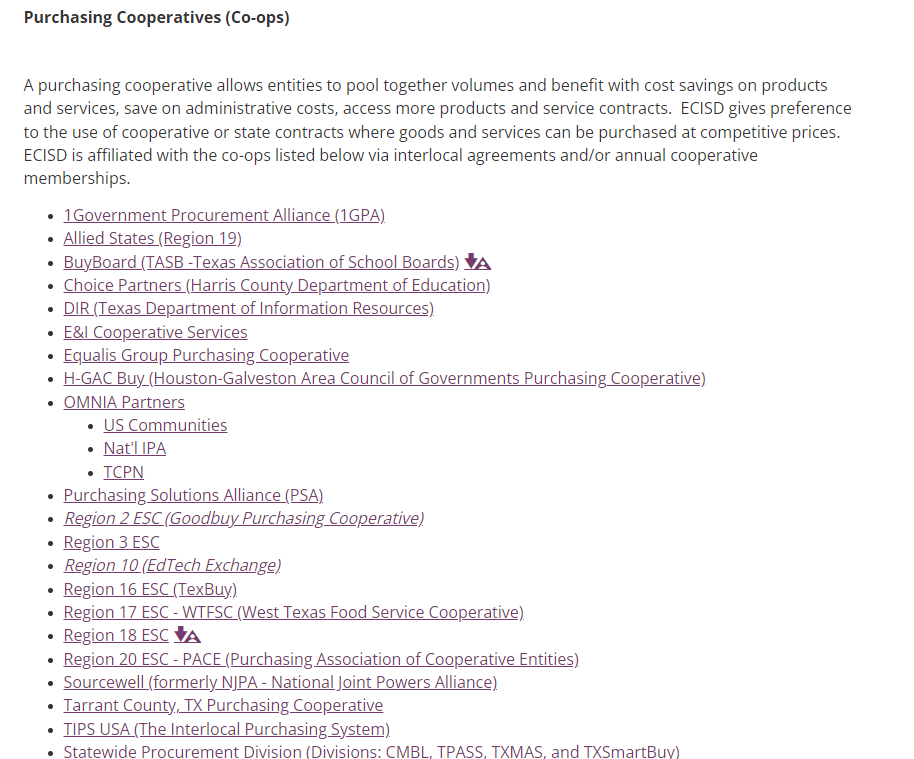 Purchasing Cooperatives (Co-ops)
A purchasing cooperative allows entities to pool together volumes and benefit with cost savings on products
and services, save on administrative costs, access more products and service contracts.  ECISD gives preference
to the use of cooperative or state contracts where goods and services can be purchased at competitive prices.
ECISD is affiliated with the co-ops listed below via interlocal agreements and/or annual cooperative
memberships.
1Government Procurement Alliance (1GPA)
Allied States (Region 19)
BuyBoard (TASB -Texas Association of School Boards)
Choice Partners (Harris County Department of Education)
DIR (Texas Department of Information Resources)
E&I Cooperative Services
Equalis Group Purchasing Cooperative
H-GAC Buy (Houston-Galveston Area Council of Governments Purchasing Cooperative)
OMNIA Partners
US Communities
Nat'l IPA
TCPN
Purchasing Solutions Alliance (PSA)
Region 2 ESC (Goodbuy Purchasing Cooperative)
Region 3 ESC
Region 10 (EdTech Exchange)
Region 16 ESC (TexBuy)
Region 17 ESC - WTFSC (West Texas Food Service Cooperative)
Region 18 ESC
Region 20 ESC - PACE (Purchasing Association of Cooperative Entities)
Sourcewell (formerly NJPA - National Joint Powers Alliance)
Tarrant County, TX Purchasing Cooperative
TIPS USA (The Interlocal Purchasing System)
Statewide Procurement Division (Divisions: CMBL, TPASS, TXMAS, and TXSmartBuy)